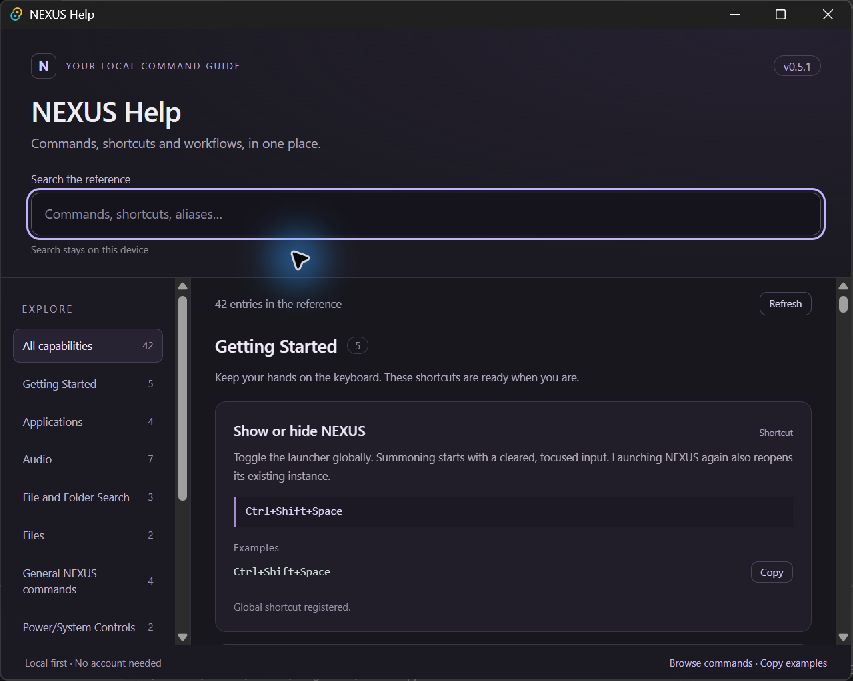 NEXUS Help
N YOUR LOCAL COMMAND GUIDE
v0.5.1
NEXUS Help
Commands, shortcuts and workflows, in one place.
Search the reference
Commands, shortcuts, aliases...
Search stays on this device
EXPLORE
All capabilities 42
Getting Started 5
Applications 4
Audio 7
File and Folder Search 3
Files 2
General NEXUS
commands 4
Power/System Controls 2
42 entries in the reference
Refresh
Getting Started 5
Keep your hands on the keyboard. These shortcuts are ready when you are.
Show or hide NEXUS
Shortcut
Toggle the launcher globally. Summoning starts with a cleared, focused input. Launching NEXUS again also reopens
its existing instance.
Ctrl+Shift+Space
Examples
Ctrl+Shift+Space
Copy
Global shortcut registered.
Local first · No account needed
Browse commands · Copy examples